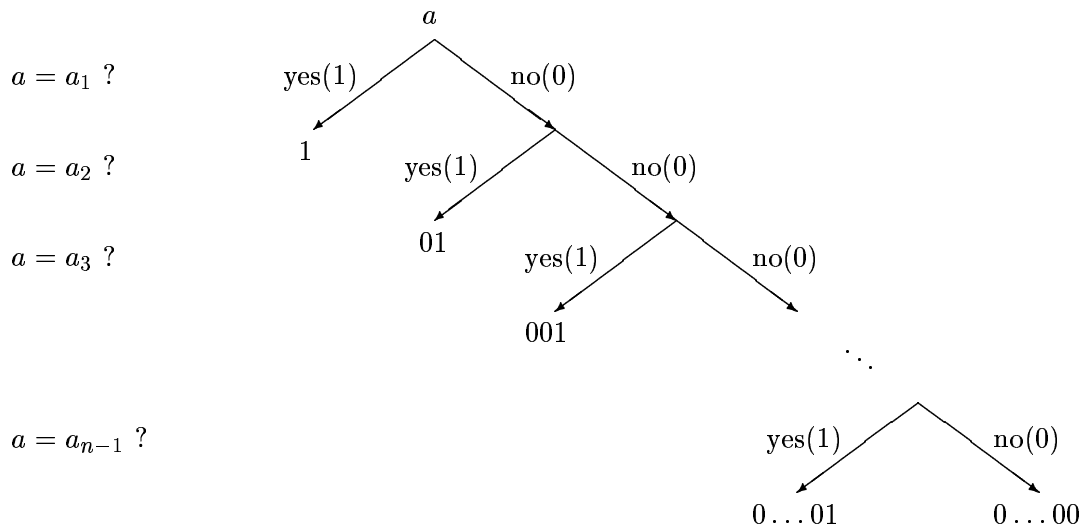 a
a = a₁ ? yes(1) no(0)
1
a = a₂ ? yes(1) no(0)
01
a = a₃ ? yes(1) no(0)
001
⋱
a = aₙ₋₁ ? yes(1) no(0)
0...01 0...00